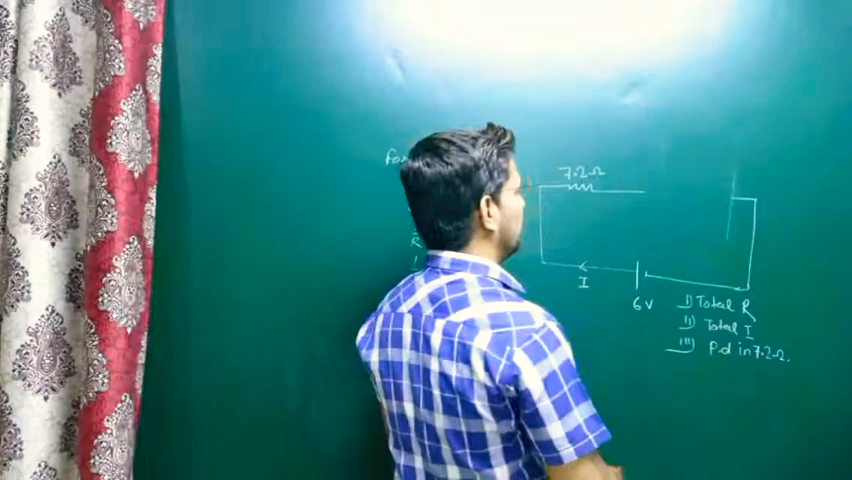 7.2Ω
R
I
6V
i) Total R
ii) Total I
iii) P.d in 7.2Ω.